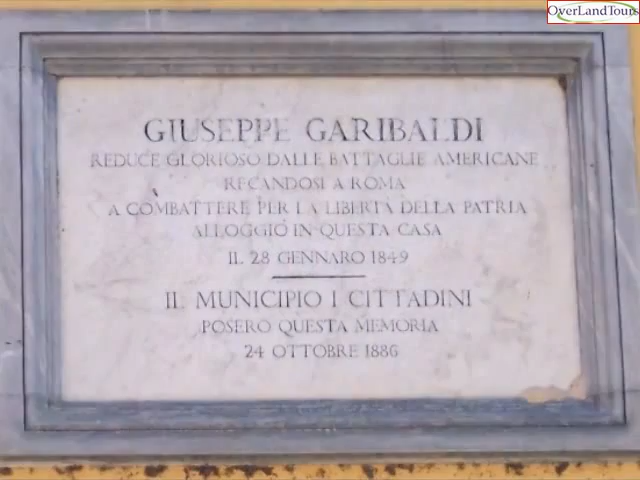 OverLandTours
GIUSEPPE GARIBALDI
REDUCE GLORIOSO DALLE BATTAGLIE AMERICANE
RECANDOSI A ROMA
A COMBATTERE PER LA LIBERTÀ DELLA PATRIA
ALLOGGIÒ IN QUESTA CASA
IL 28 GENNARO 1849
IL MUNICIPIO I CITTADINI
POSERO QUESTA MEMORIA
24 OTTOBRE 1886